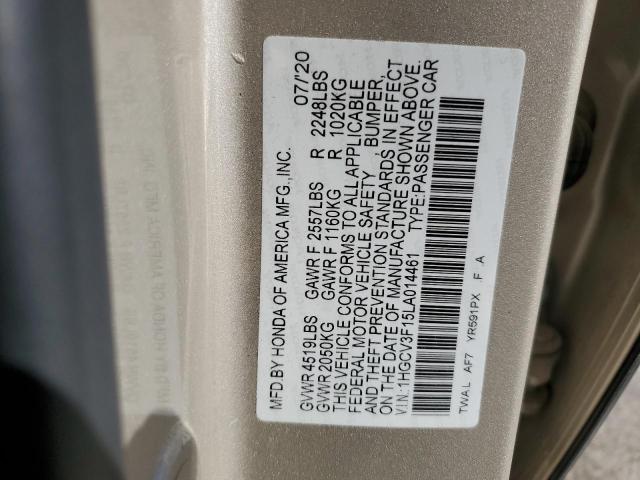 MFD.BY HONDA OF AMERICA MFG.,INC. 07/'20
GVWR 4519LBS GAWR F 2557LBS R 2248LBS
GVWR 2050KG GAWR F 1160KG R 1020KG
THIS VEHICLE CONFORMS TO ALL APPLICABLE
FEDERAL MOTOR VEHICLE SAFETY BUMPER,
AND THEFT PREVENTION STANDARDS IN EFFECT
ON THE DATE OF MANUFACTURE SHOWN ABOVE.
V.I.N.:1HGCV3F15LA014461 TYPE:PASSENGER CAR
TWAL AF7 YR591PX .F A